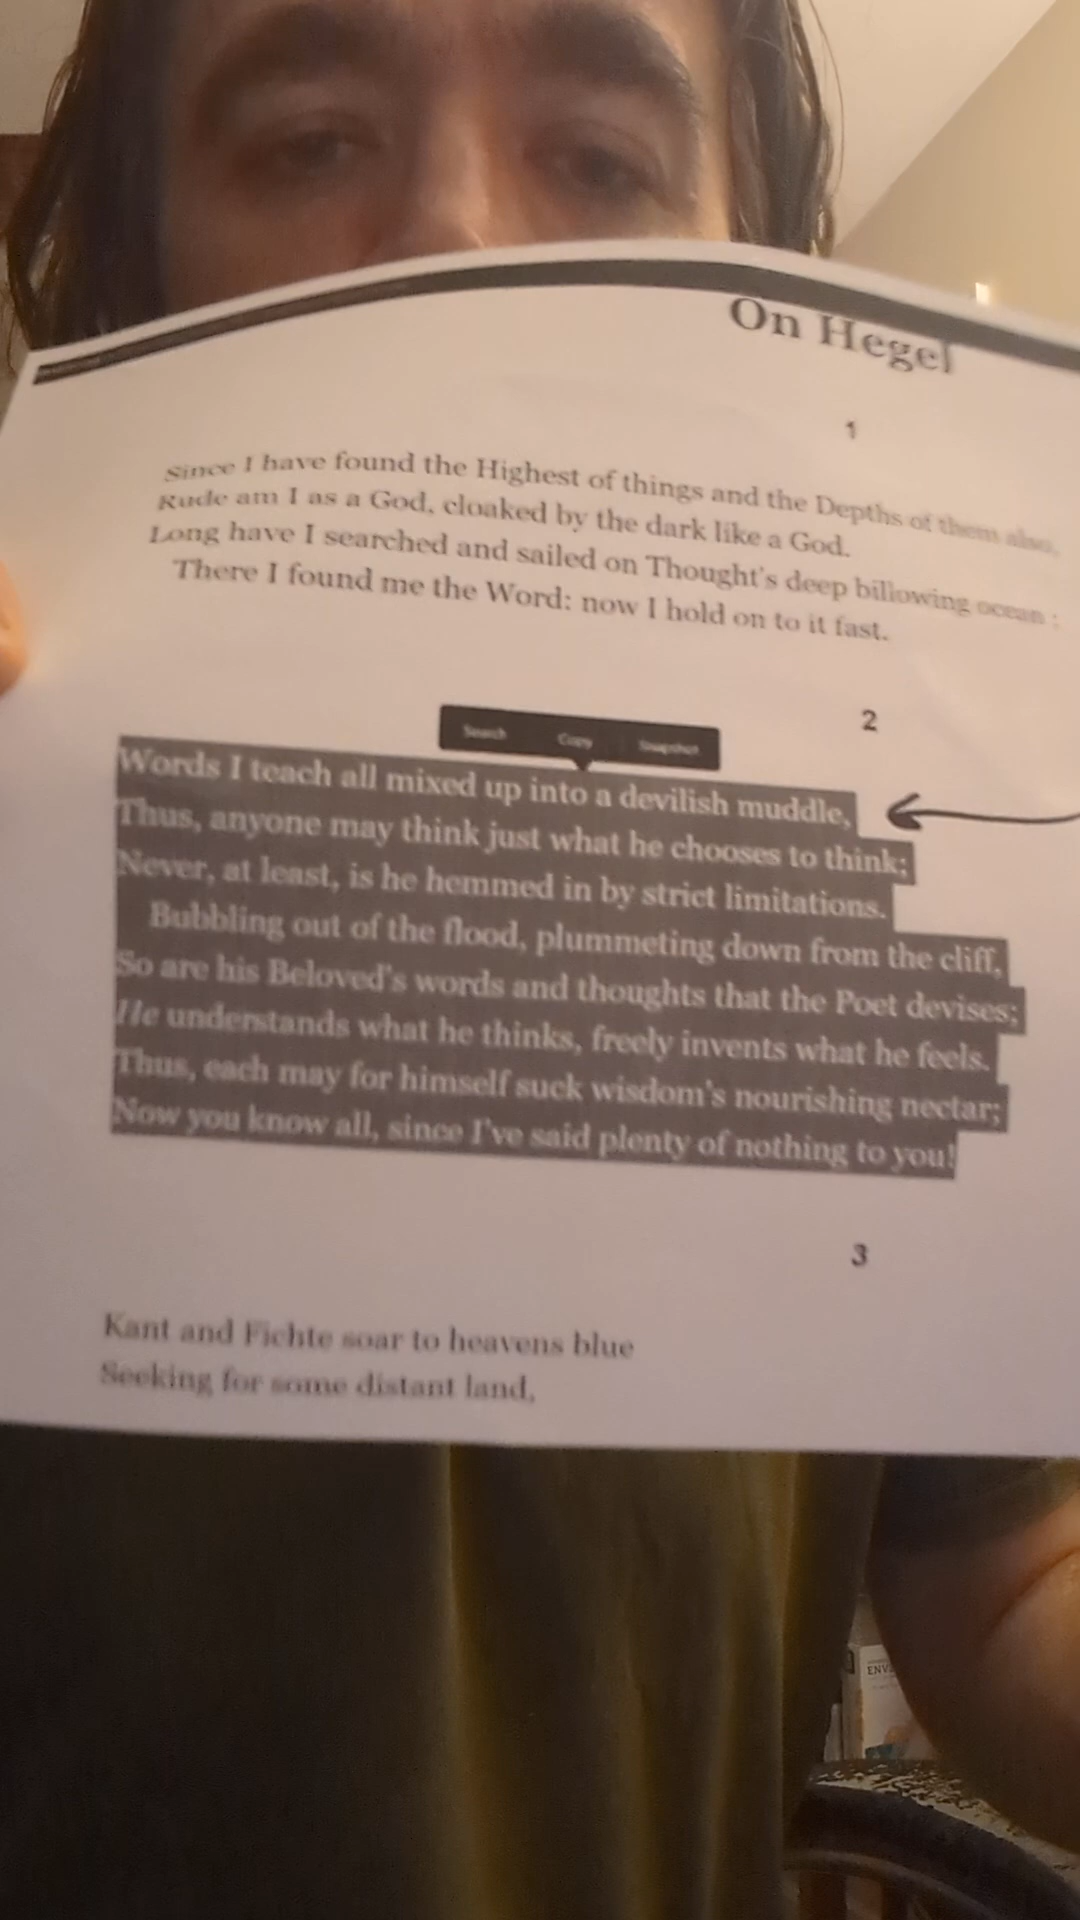 On Hegel
1
Since I have found the Highest of things and the Depths of them also,
Rude am I as a God, cloaked by the dark like a God.
Long have I searched and sailed on Thought's deep billowing ocean;
There I found me the Word: now I hold on to it fast.
2
Search Copy Snapshot
Words I teach all mixed up into a devilish muddle,
Thus, anyone may think just what he chooses to think;
Never, at least, is he hemmed in by strict limitations.
Bubbling out of the flood, plummeting down from the cliff,
So are his Beloved's words and thoughts that the Poet devises;
He understands what he thinks, freely invents what he feels.
Thus, each may for himself suck wisdom's nourishing nectar;
Now you know all, since I've said plenty of nothing to you!
3
Kant and Fichte soar to heavens blue
Seeking for some distant land,